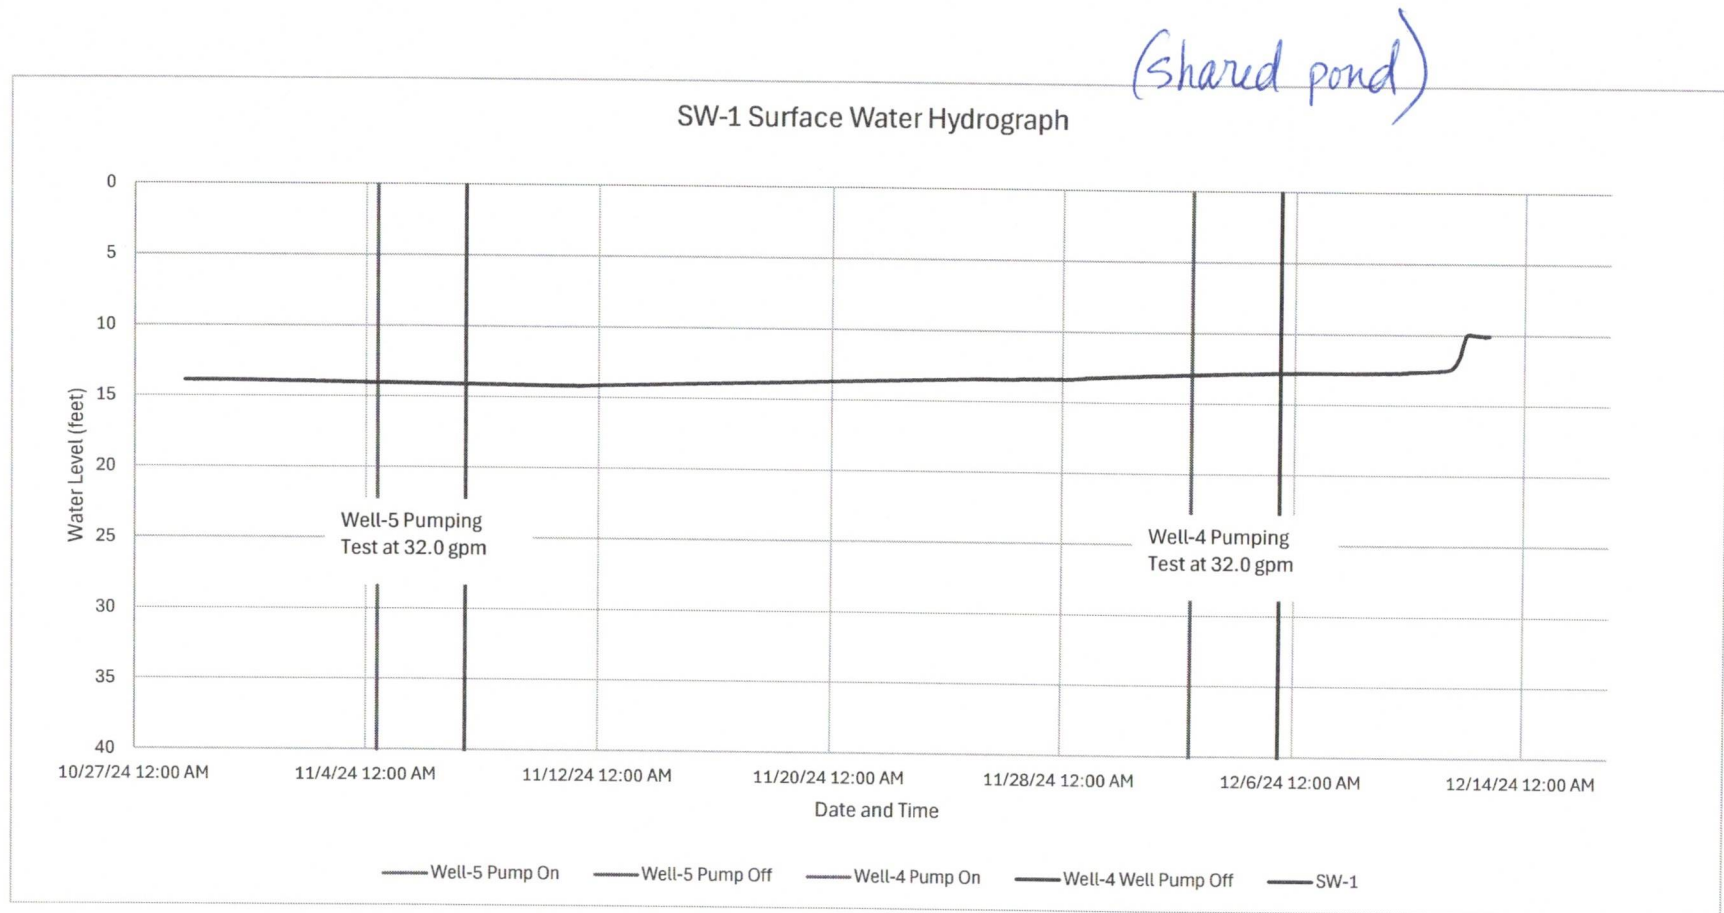 (shared pond)
SW-1 Surface Water Hydrograph
0
5
10
15
20
25
30
35
40
Water Level (feet)
Well-5 Pumping
Test at 32.0 gpm
Well-4 Pumping
Test at 32.0 gpm
10/27/24 12:00 AM
11/4/24 12:00 AM
11/12/24 12:00 AM
11/20/24 12:00 AM
11/28/24 12:00 AM
12/6/24 12:00 AM
12/14/24 12:00 AM
Date and Time
Well-5 Pump On
Well-5 Pump Off
Well-4 Pump On
Well-4 Well Pump Off
SW-1